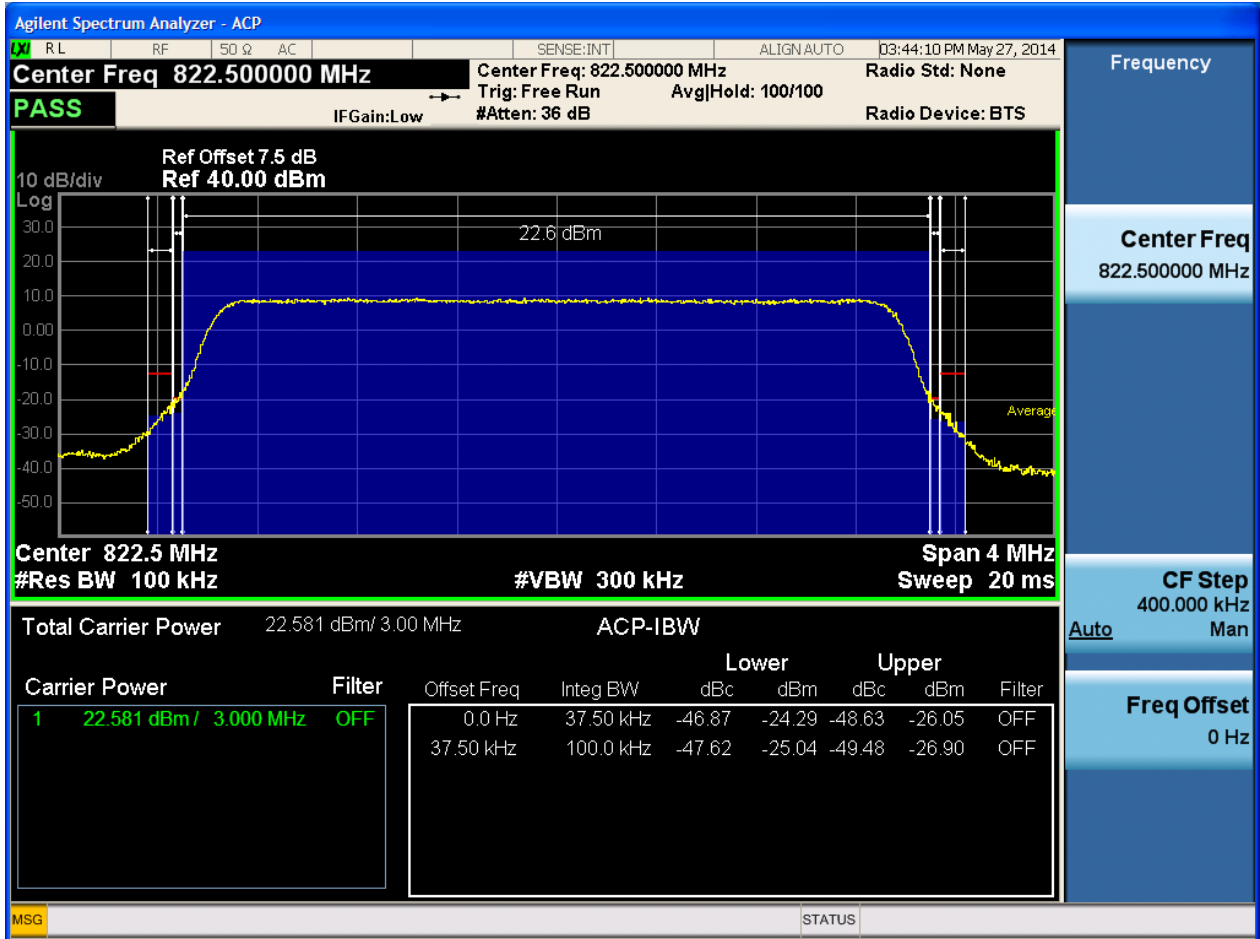 Agilent Spectrum Analyzer - ACP
LXI RL RF 50 Ω AC SENSE:INT ALIGN AUTO 03:44:10 PM May 27, 2014
Center Freq 822.500000 MHz Center Freq: 822.500000 MHz Radio Std: None
Trig: Free Run Avg|Hold: 100/100
PASS IFGain:Low #Atten: 36 dB Radio Device: BTS
Ref Offset 7.5 dB
10 dB/div Ref 40.00 dBm
Log
30.0
22.6 dBm
20.0
10.0
0.00
-10.0
-20.0
Average
-30.0
-40.0
-50.0
Center 822.5 MHz Span 4 MHz
#Res BW 100 kHz #VBW 300 kHz Sweep 20 ms
Total Carrier Power 22.581 dBm/ 3.00 MHz ACP-IBW
Lower Upper
Carrier Power Filter Offset Freq Integ BW dBc dBm dBc dBm Filter
1 22.581 dBm / 3.000 MHz OFF 0.0 Hz 37.50 kHz -46.87 -24.29 -48.63 -26.05 OFF
37.50 kHz 100.0 kHz -47.62 -25.04 -49.48 -26.90 OFF
MSG STATUS
Frequency
Center Freq
822.500000 MHz
CF Step
400.000 kHz
Auto Man
Freq Offset
0 Hz